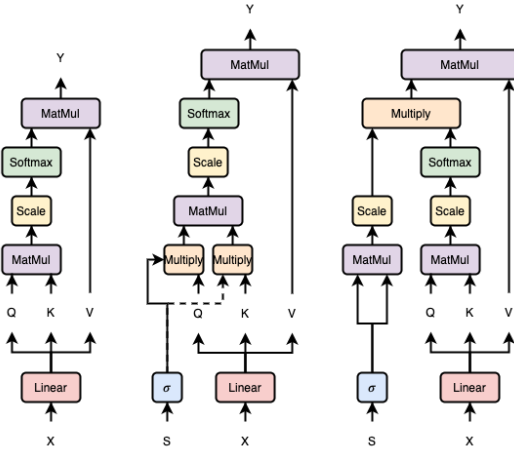 Y
MatMul
Softmax
Scale
MatMul
Q K V
Linear
X
Y
MatMul
Softmax
Scale
MatMul
Multiply Multiply
Q K V
σ Linear
S X
Y
MatMul
Multiply
Softmax
Scale Scale
MatMul MatMul
Q K V
σ Linear
S X